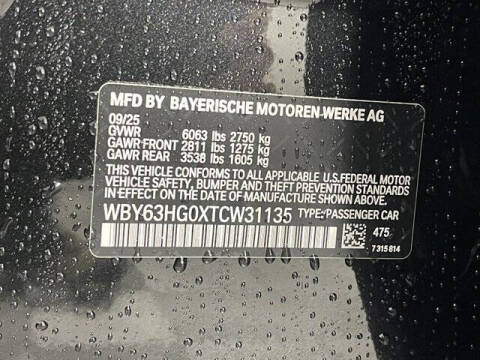 MFD BY BAYERISCHE MOTOREN WERKE AG
09/25
GVWR 6063 lbs 2750 kg
GAWR FRONT 2811 lbs 1275 kg
GAWR REAR 3538 lbs 1605 kg
THIS VEHICLE CONFORMS TO ALL APPLICABLE U.S.FEDERAL MOTOR
VEHICLE SAFETY, BUMPER, AND THEFT PREVENTION STANDARDS
IN EFFECT ON THE DATE OF MANUFACTURE SHOWN ABOVE.
WBY63HG0XTCW31135 TYPE: PASSENGER CAR
475
7 315 814